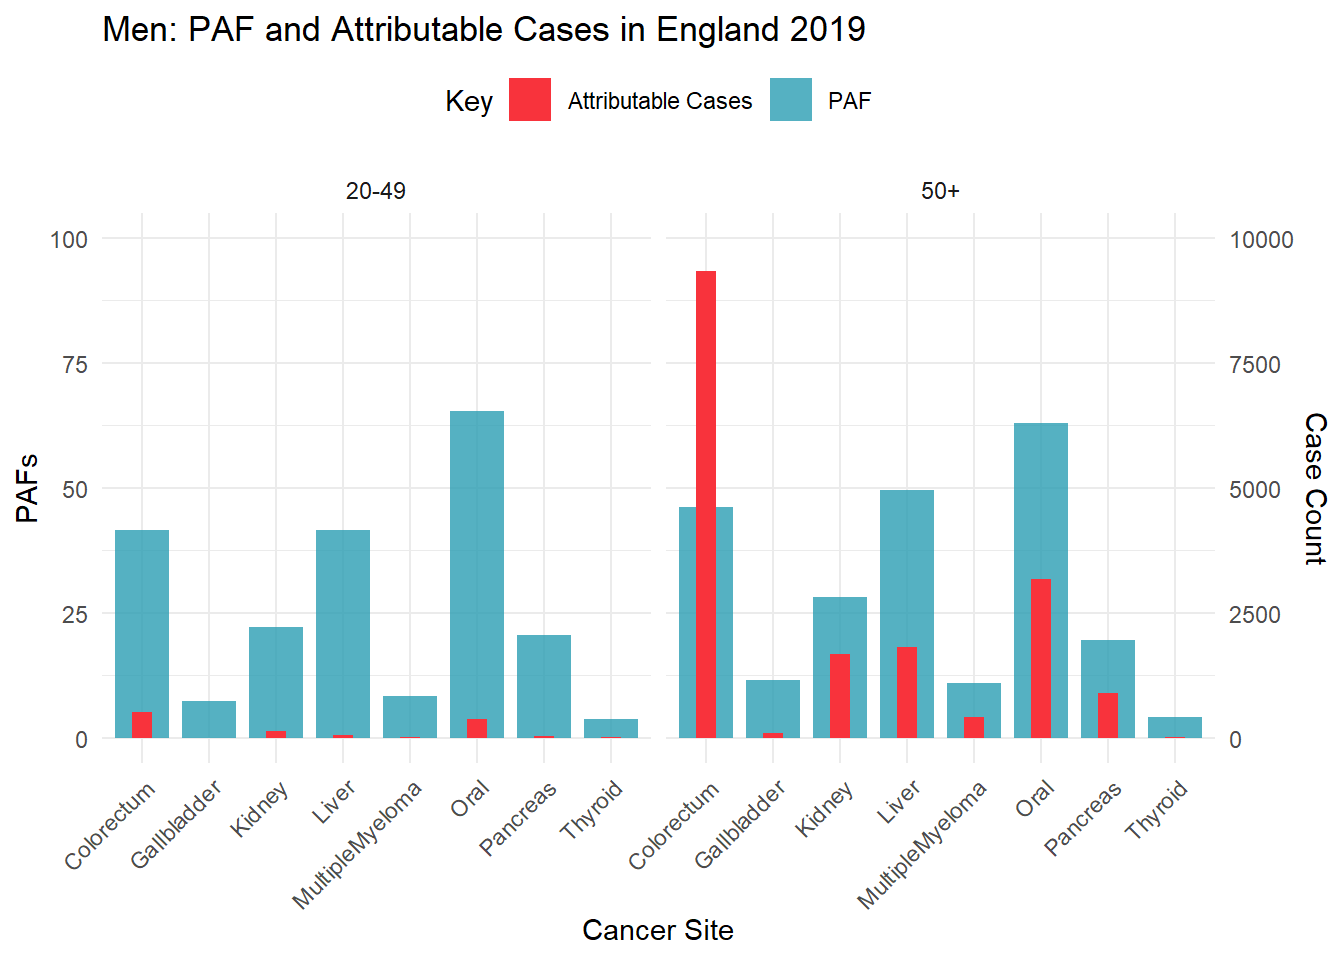 Men: PAF and Attributable Cases in England 2019
Key Attributable Cases PAF
20-49 50+
100 10000
75 7500
50 5000
25 2500
0 0
PAFs
Case Count
Colorectum Gallbladder Kidney Liver MultipleMyeloma Oral Pancreas Thyroid Colorectum Gallbladder Kidney Liver MultipleMyeloma Oral Pancreas Thyroid
Cancer Site